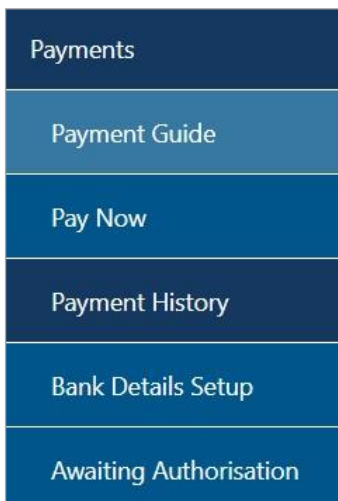 Payments
Payment Guide
Pay Now
Payment History
Bank Details Setup
Awaiting Authorisation